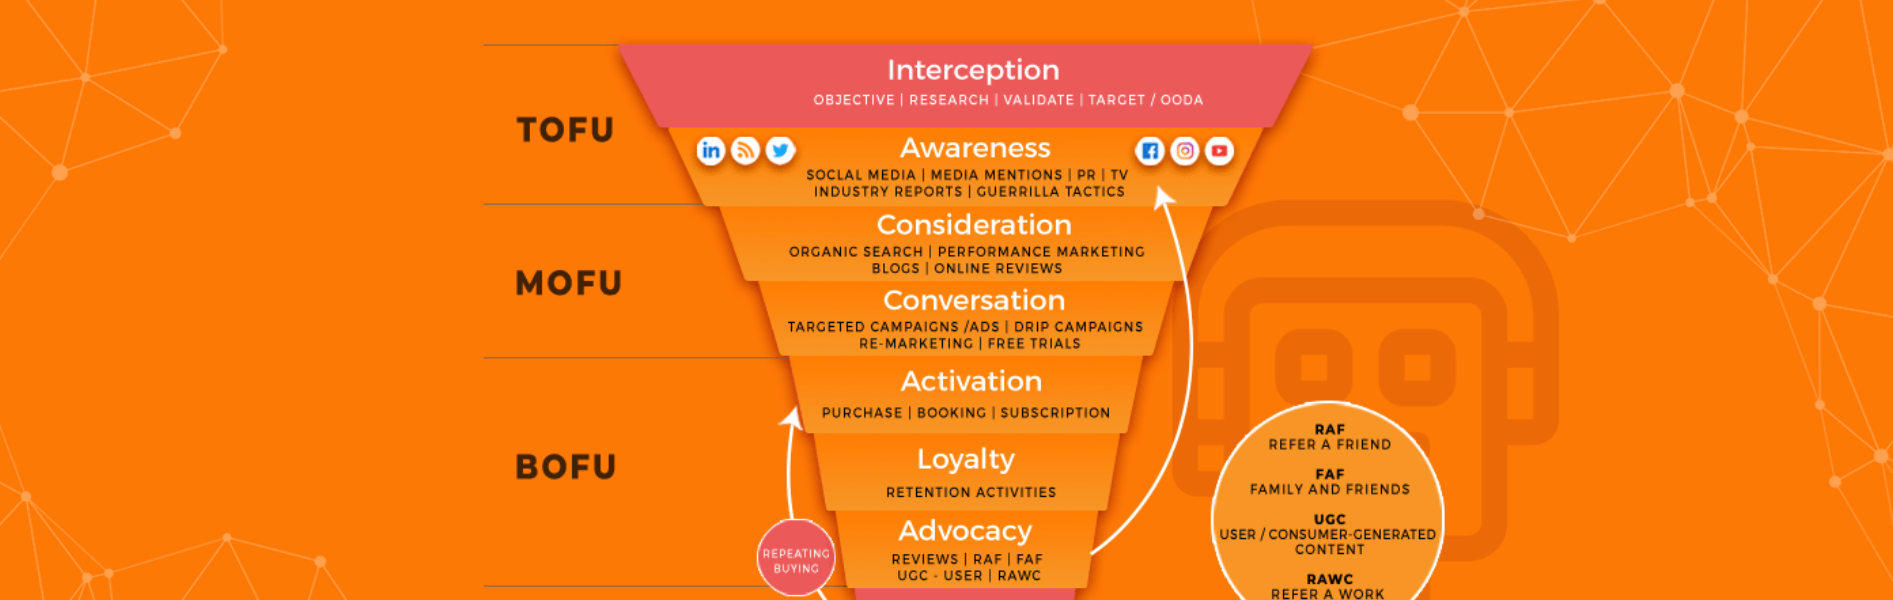 TOFU
Interception
OBJECTIVE | RESEARCH | VALIDATE | TARGET / OODA
in
Awareness
SOCLAL MEDIA | MEDIA MENTIONS | PR | TV
INDUSTRY REPORTS | GUERRILLA TACTICS
MOFU
Consideration
ORGANIC SEARCH | PERFORMANCE MARKETING
BLOGS | ONLINE REVIEWS
Conversation
TARGETED CAMPAIGNS /ADS | DRIP CAMPAIGNS
RE-MARKETING | FREE TRIALS
BOFU
Activation
PURCHASE | BOOKING | SUBSCRIPTION
Loyalty
RETENTION ACTIVITIES
Advocacy
REVIEWS | RAF | FAF
UGC - USER | RAWC
REPEATING
BUYING
RAF
REFER A FRIEND
FAF
FAMILY AND FRIENDS
UGC
USER / CONSUMER-GENERATED
CONTENT
RAWC
REFER A WORK